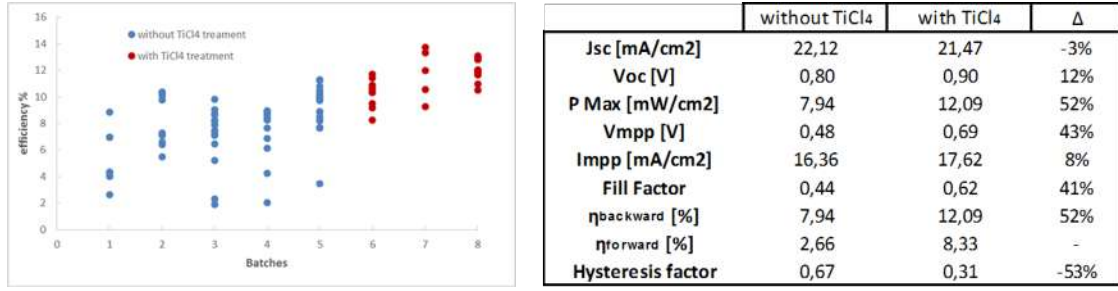 16
14
12
10
8
6
4
2
0
efficiency%
without TiCl4 treament
with TiCl4 treatment
0 1 2 3 4 5 6 7 8
Batches
without TiCl4 with TiCl4 Δ
Jsc [mA/cm2] 22,12 21,47 -3%
Voc [V] 0,80 0,90 12%
P Max [mW/cm2] 7,94 12,09 52%
Vmpp [V] 0,48 0,69 43%
Impp [mA/cm2] 16,36 17,62 8%
Fill Factor 0,44 0,62 41%
ηbackward [%] 7,94 12,09 52%
ηforward [%] 2,66 8,33 -
Hysteresis factor 0,67 0,31 -53%